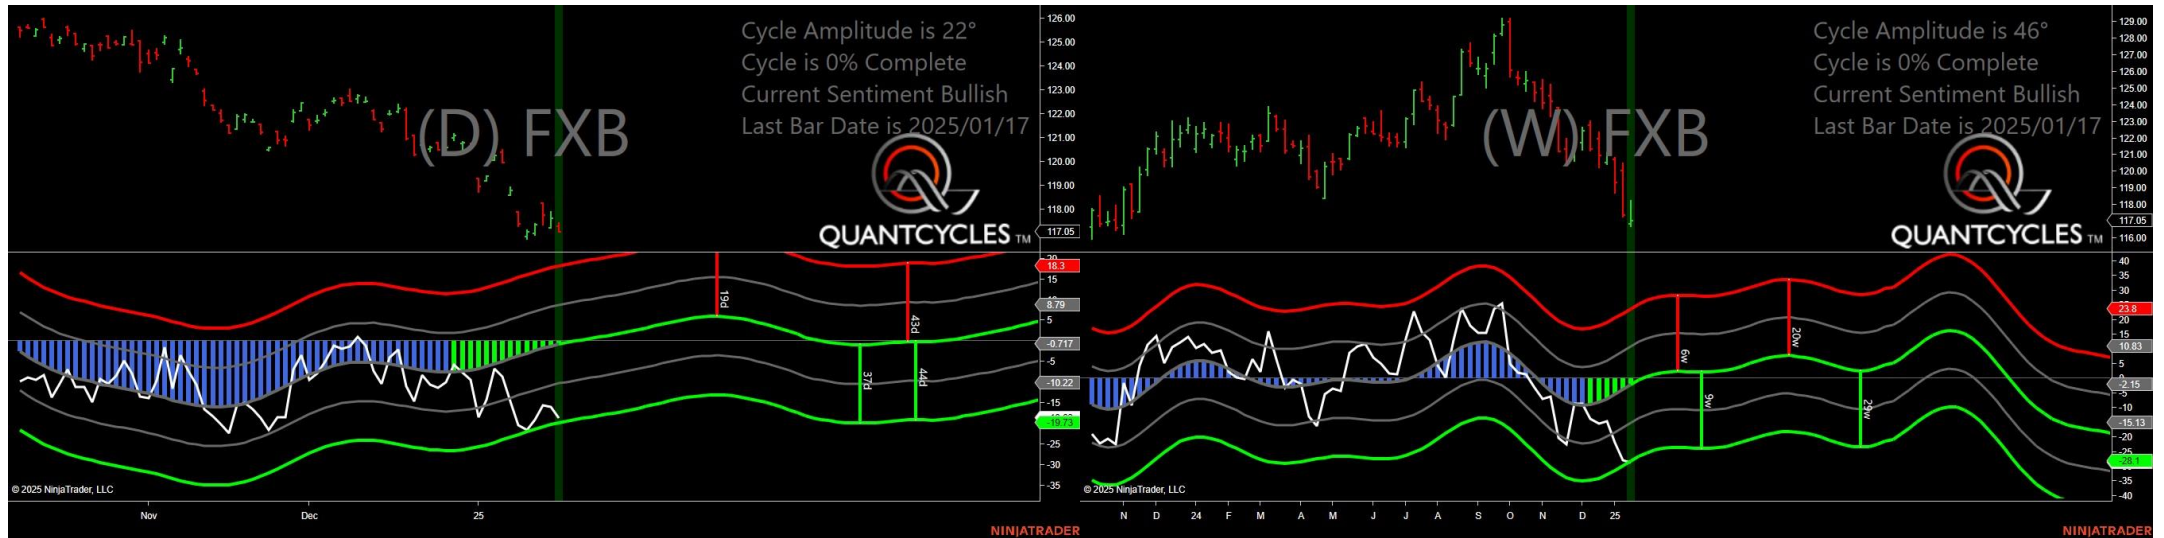 Cycle Amplitude is 22°
Cycle is 0% Complete
Current Sentiment Bullish
Last Bar Date is 2025/01/17
(D) FXB
QUANTCYCLES TM
126.00
125.00
124.00
123.00
122.00
121.00
120.00
119.00
118.00
117.05
20
18.3
15
8.79
5
-0.717
-5
-10.22
-15
-19.73
-25
-30
-35
19d
43d
37d
44d
© 2025 NinjaTrader, LLC
Nov Dec 25
NINJATRADER
Cycle Amplitude is 46°
Cycle is 0% Complete
Current Sentiment Bullish
Last Bar Date is 2025/01/17
(W) FXB
QUANTCYCLES TM
129.00
128.00
127.00
126.00
125.00
124.00
123.00
122.00
121.00
120.00
119.00
118.00
117.05
116.00
40
35
30
23.8
20
15
10.83
5
0
-2.15
-5
-10
-15.13
-20
-28.1
-35
-40
6w
20w
9w
29w
© 2025 NinjaTrader, LLC
N D 24 F M A M J J A S O N D 25
NINJATRADER